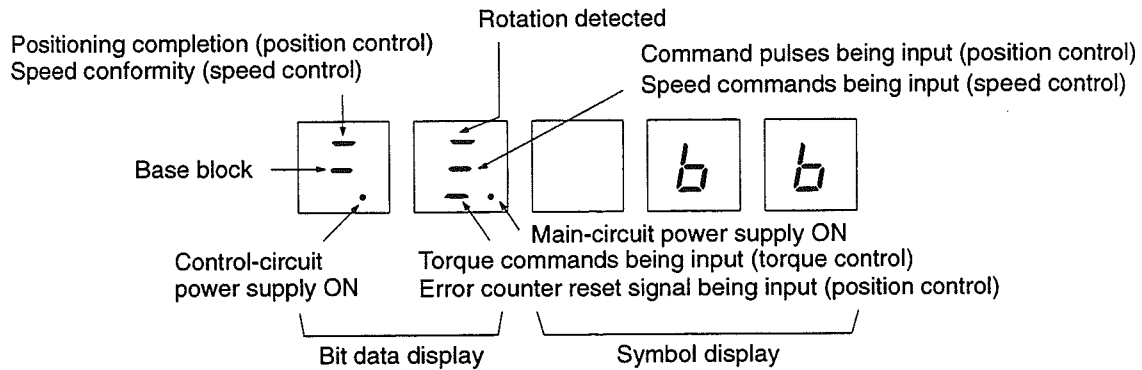 Rotation detected
Positioning completion (position control)
Speed conformity (speed control)
Command pulses being input (position control)
Speed commands being input (speed control)
Base block
b b
Main-circuit power supply ON
Control-circuit
power supply ON
Torque commands being input (torque control)
Error counter reset signal being input (position control)
Bit data display
Symbol display